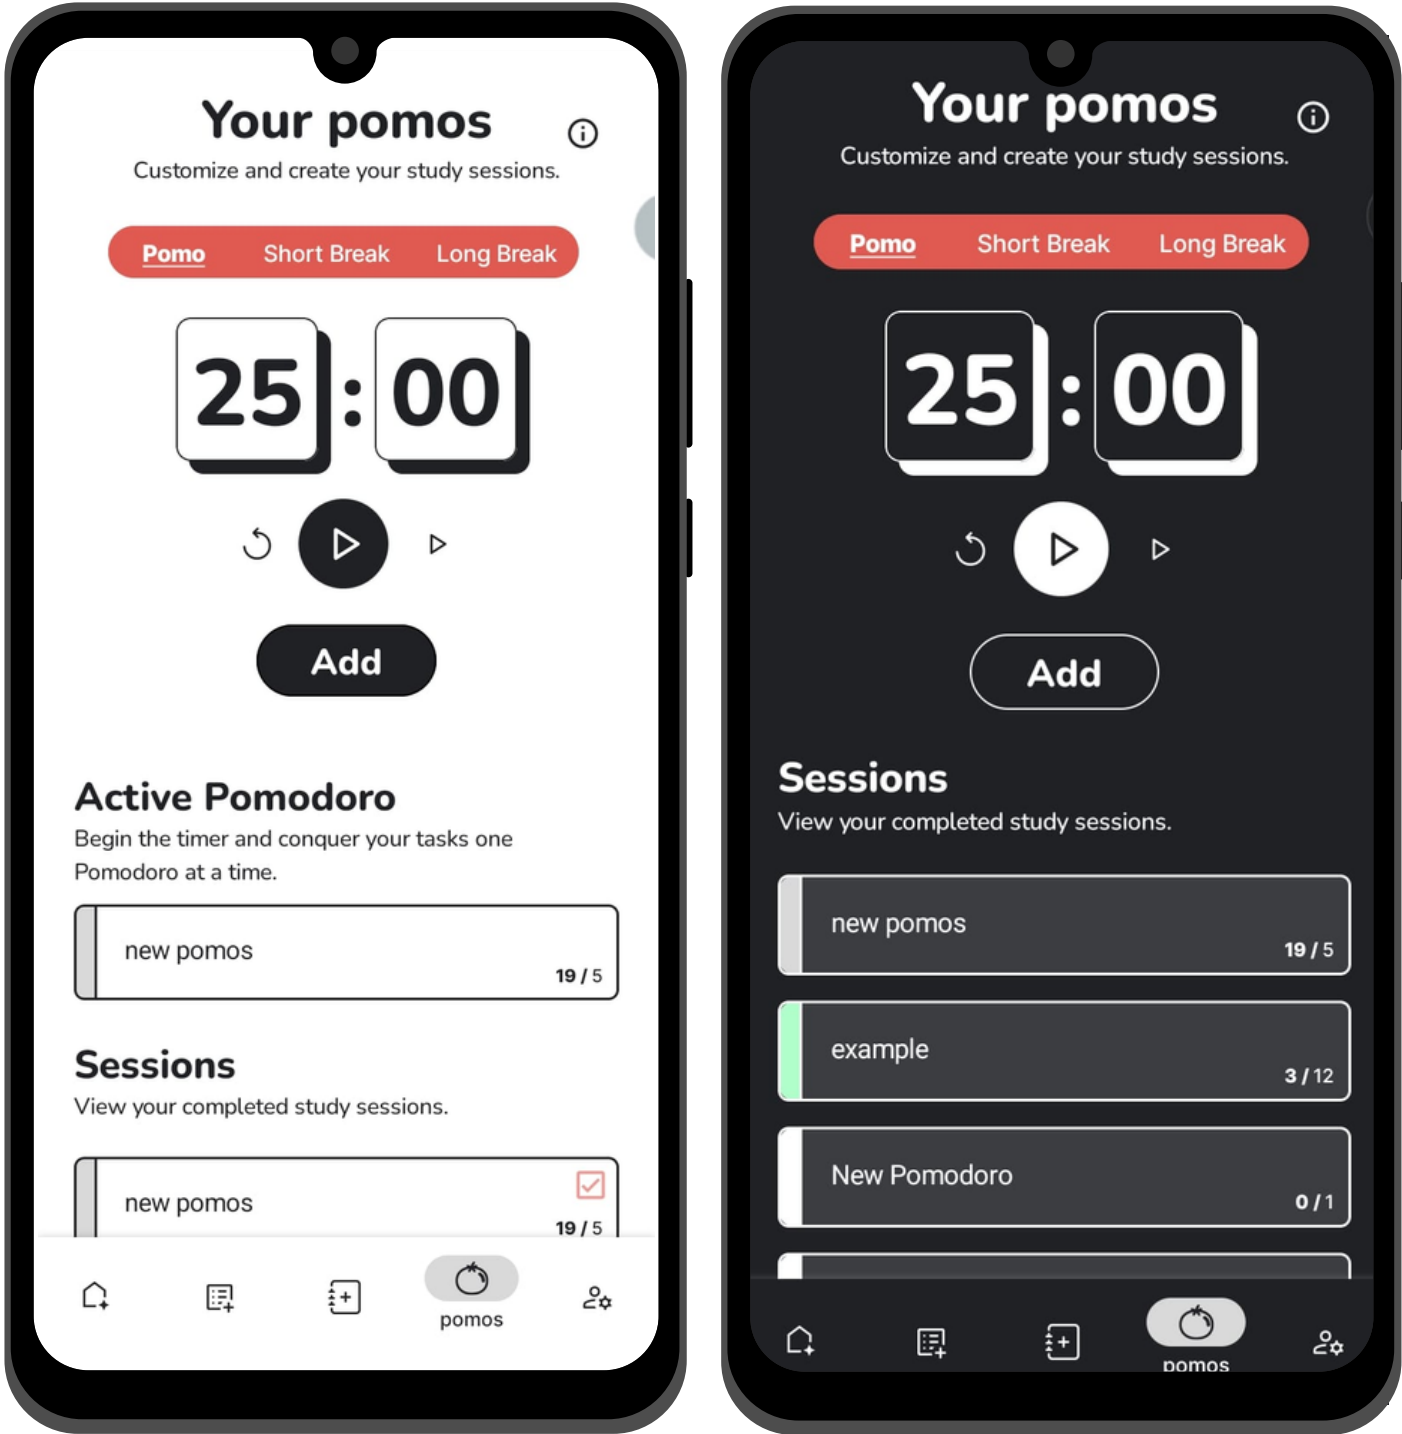 Your pomos
Customize and create your study sessions.
Pomo Short Break Long Break
25 : 00
Add
Active Pomodoro
Begin the timer and conquer your tasks one
Pomodoro at a time.
new pomos
19 / 5
Sessions
View your completed study sessions.
new pomos
19 / 5
pomos
Your pomos
Customize and create your study sessions.
Pomo Short Break Long Break
25 : 00
Add
Sessions
View your completed study sessions.
new pomos
19 / 5
example
3 / 12
New Pomodoro
0 / 1
pomos